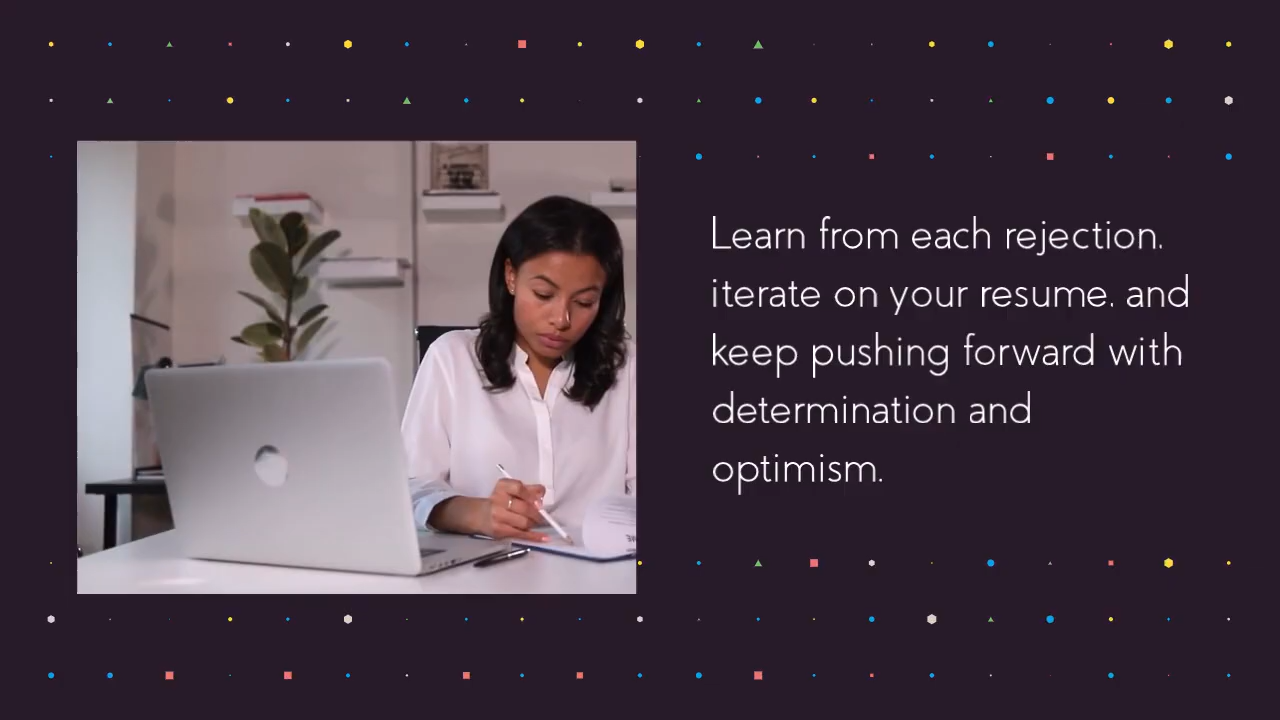 Learn from each rejection.
iterate on your resume. and
keep pushing forward with
determination and
optimism.